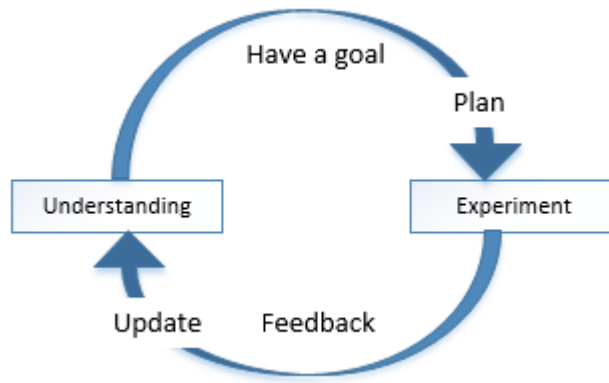 Have a goal
Plan
Understanding
Experiment
Update
Feedback